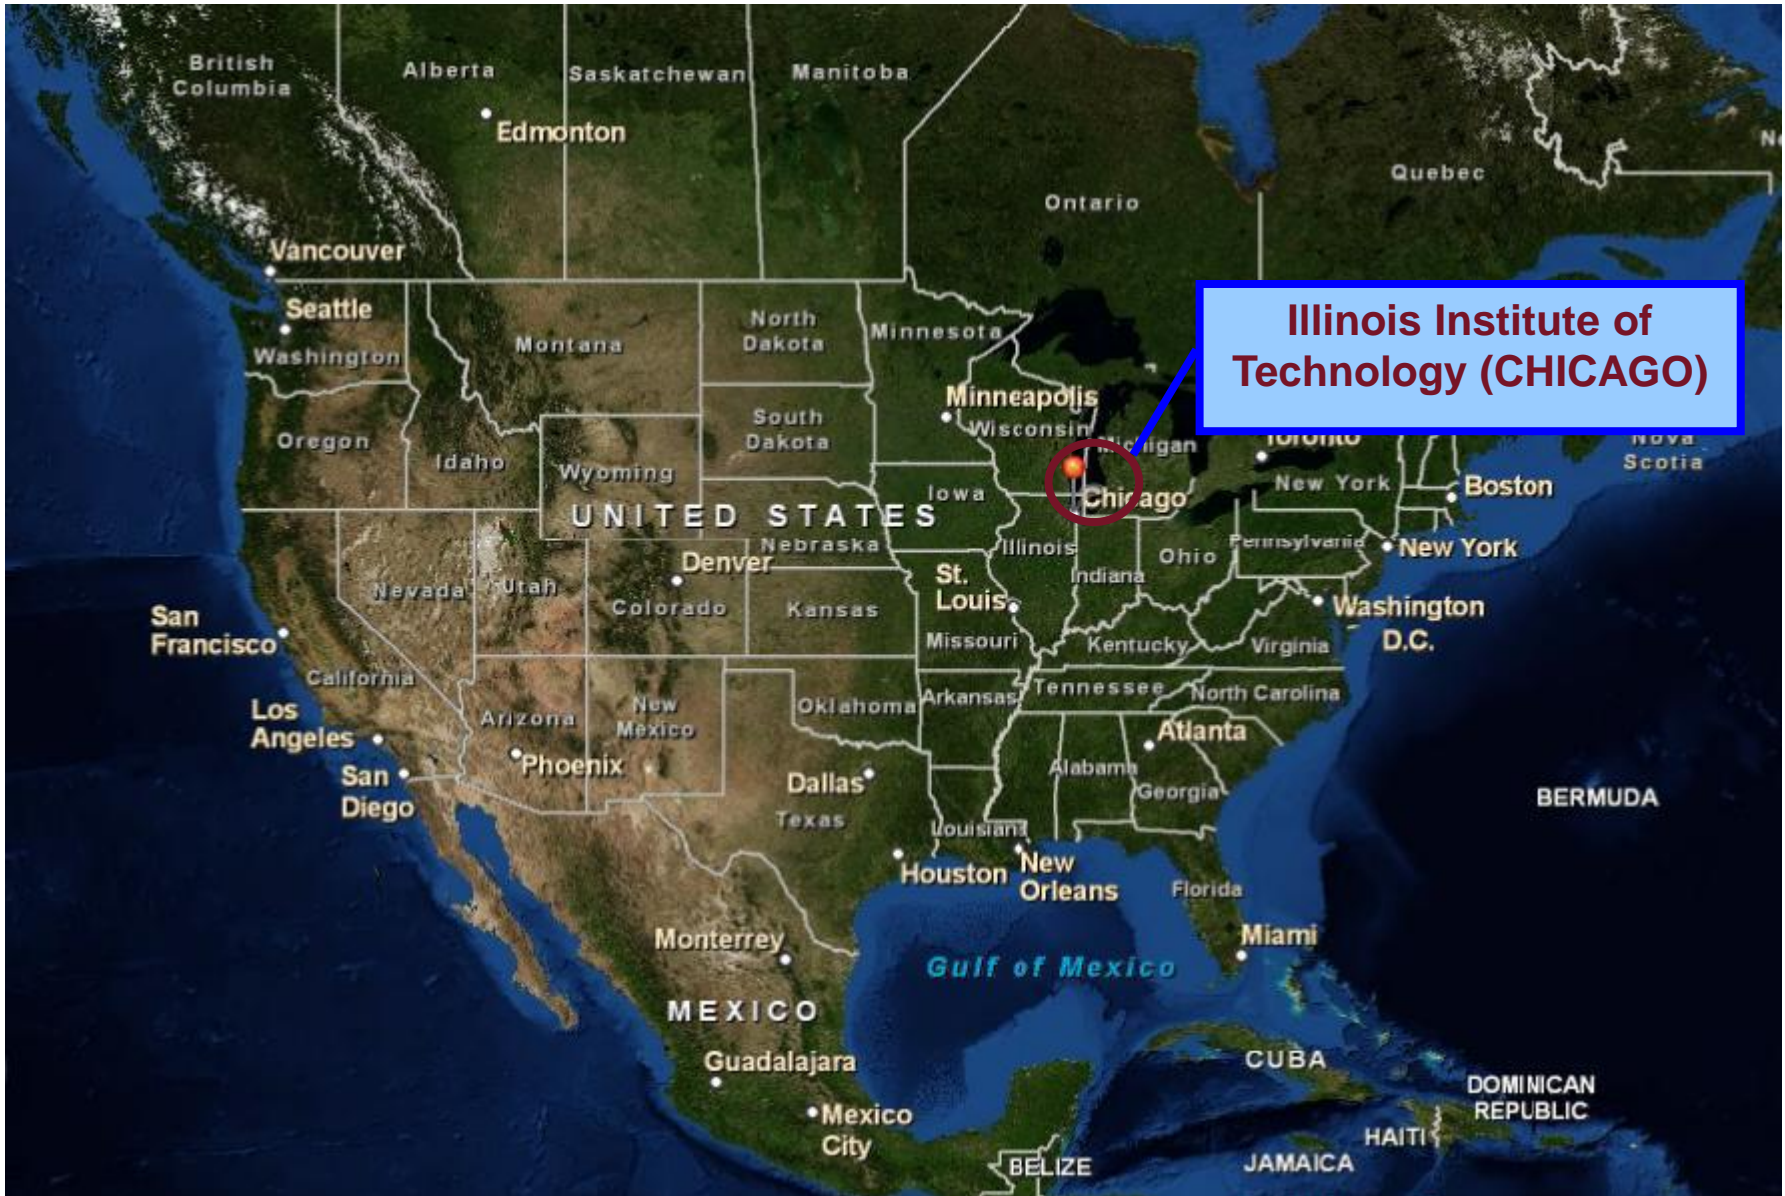 British
Columbia
Alberta
Saskatchewan
Manitoba
Edmonton
Quebec
Ontario
Vancouver
Seattle
Washington
Montana
North
Dakota
Minnesota
Illinois Institute of
Technology (CHICAGO)
Minneapolis
Wisconsin
Michigan
Toronto
Nova
Scotia
Oregon
Idaho
Wyoming
South
Dakota
Iowa
Chicago
New York
Boston
UNITED STATES
Nebraska
Illinois
Indiana
Ohio
Pennsylvania
New York
Nevada
Utah
Denver
Colorado
Kansas
St.
Louis
Missouri
Kentucky
Virginia
Washington
D.C.
San
Francisco
California
Los
Angeles
San
Diego
Arizona
Phoenix
New
Mexico
Oklahoma
Arkansas
Tennessee
North Carolina
Atlanta
Alabama
Georgia
Dallas
Texas
Louisiana
Houston
New
Orleans
Florida
Miami
BERMUDA
Monterrey
Gulf of Mexico
MEXICO
Guadalajara
Mexico
City
CUBA
DOMINICAN
REPUBLIC
HAITI
JAMAICA
BELIZE